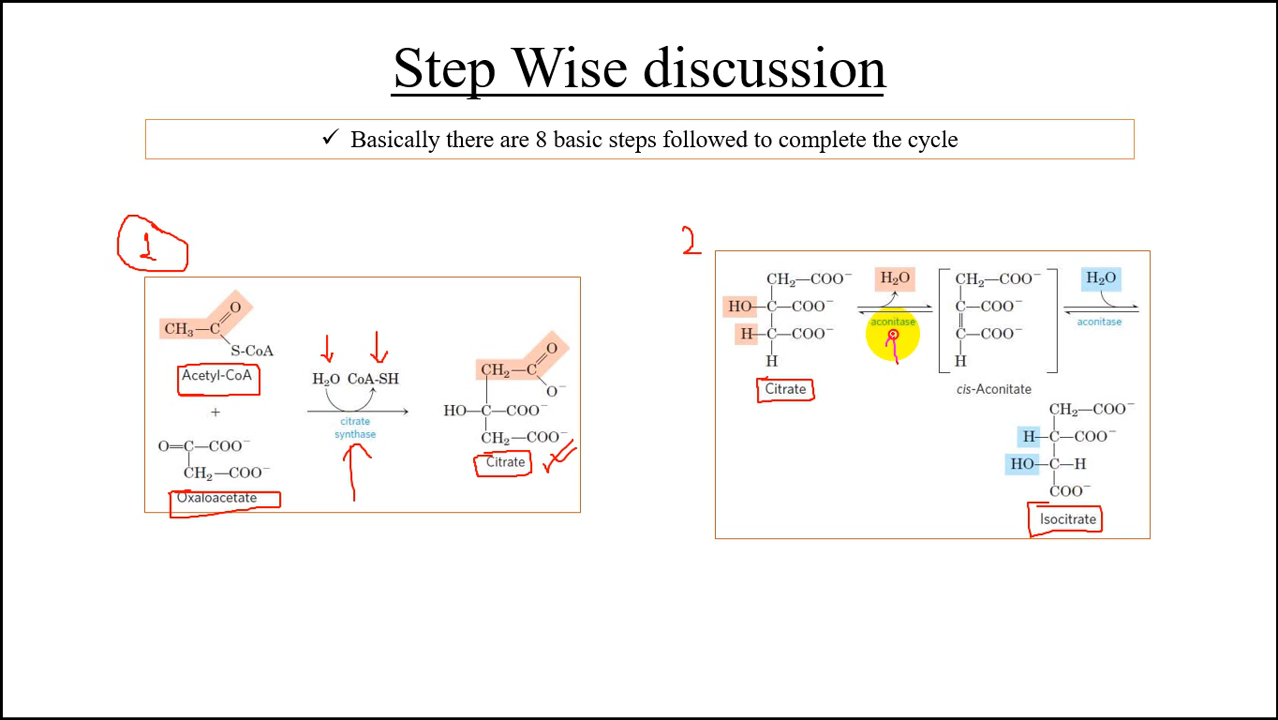 Step Wise discussion
✓ Basically there are 8 basic steps followed to complete the cycle
1
CH₃—C
O
S-CoA
Acetyl-CoA
+
O=C—COO⁻
CH₂—COO⁻
Oxaloacetate
H₂O CoA-SH
citrate
synthase
O
CH₂—C
O⁻
HO—C—COO⁻
CH₂—COO⁻
Citrate
2
CH₂—COO⁻
HO—C—COO⁻
H—C—COO⁻
H
Citrate
H₂O
aconitase
CH₂—COO⁻
C—COO⁻
C—COO⁻
H
cis-Aconitate
H₂O
aconitase
CH₂—COO⁻
H—C—COO⁻
HO—C—H
COO⁻
Isocitrate